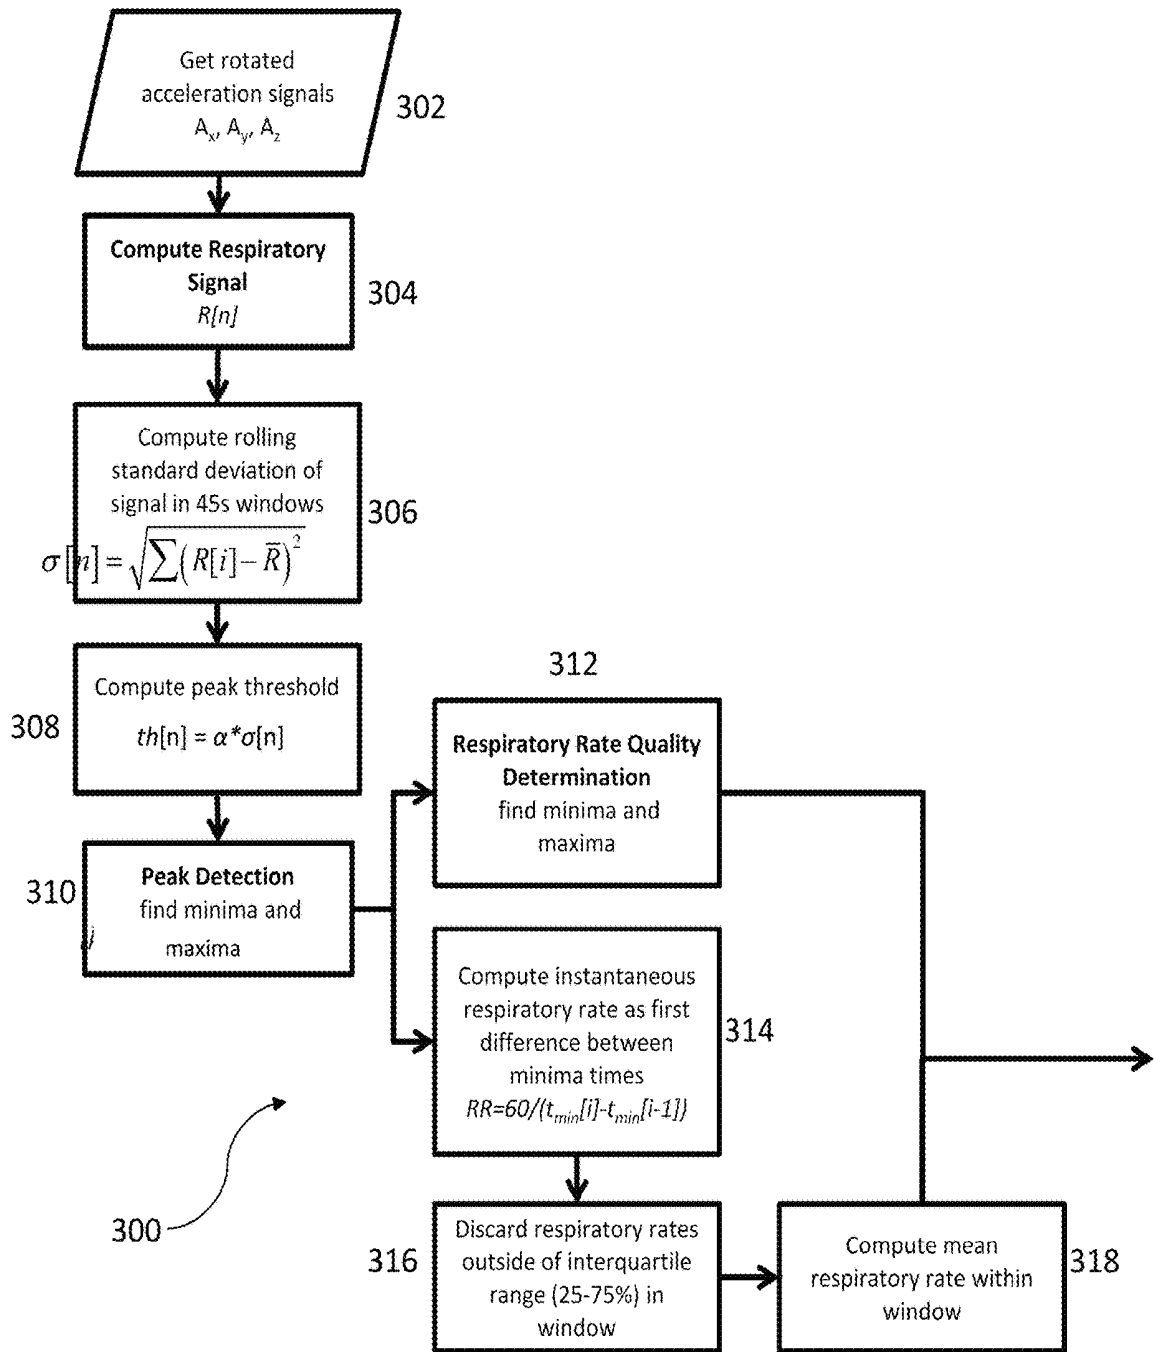 Get rotated
acceleration signals
Ax, Ay, Az
302
Compute Respiratory
Signal
R[n]
304
Compute rolling
standard deviation of
signal in 45s windows
σ[n] = √∑(R[i] − R̅)²
306
Compute peak threshold
th[n] = α*σ[n]
308
Peak Detection
find minima and
maxima
310
312
Respiratory Rate Quality
Determination
find minima and
maxima
Compute instantaneous
respiratory rate as first
difference between
minima times
RR=60/(tmin[i]-tmin[i-1])
314
300
Discard respiratory rates
outside of interquartile
range (25-75%) in
window
316
Compute mean
respiratory rate within
window
318